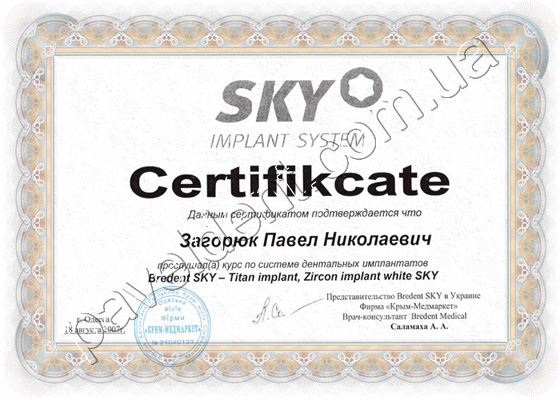 SKY
IMPLANT SYSTEM
Certifikcate
Данным сертификатом подтверждается что
Загорюк Павел Николаевич
прослушал(а) курс по системе дентальных имплантатов
Bredent SKY – Titan implant, Zircon implant white SKY
Представительство Bredent SKY в Украине
Фирма «Крым-Медмаркет»
Врач-консультант Bredent Medical
Саламаха А. А.
г. Одесса
18 августа 2007г.
Фірми
"КРИМ-МЕДМАРКЕТ"
pavoldent.com.ua